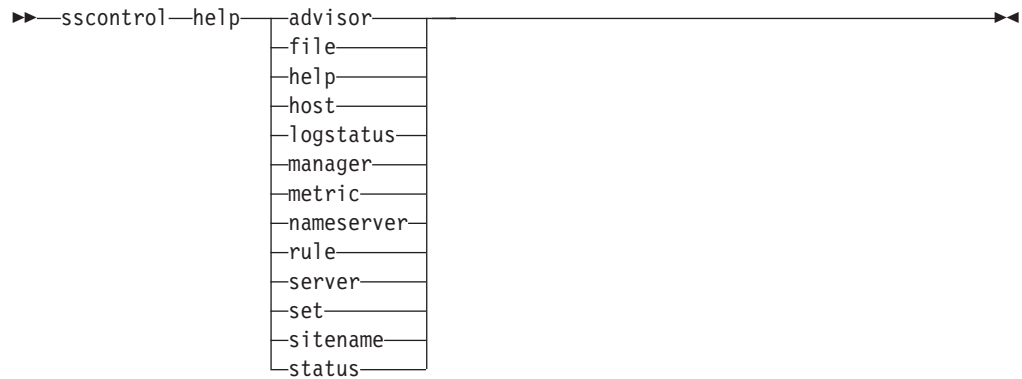 sscontrol help advisor
file
help
host
logstatus
manager
metric
nameserver
rule
server
set
sitename
status